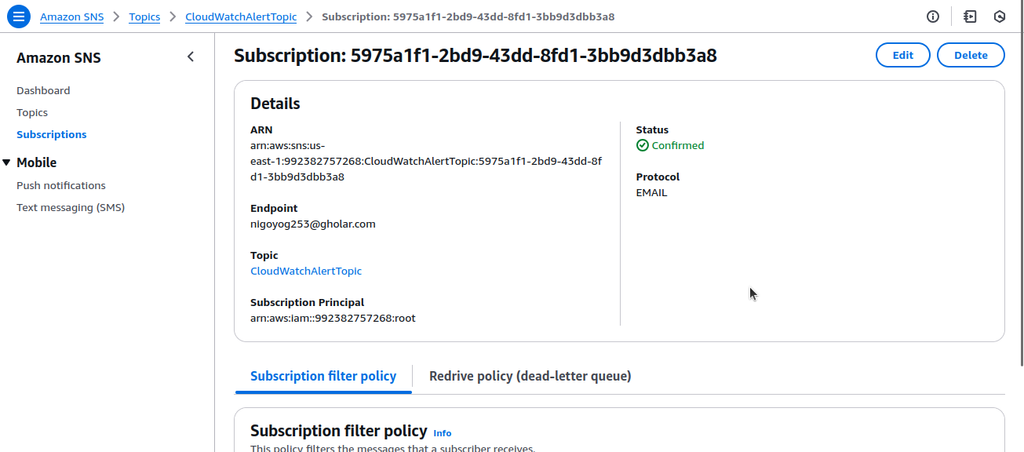 Amazon SNS > Topics > CloudWatchAlertTopic > Subscription: 5975a1f1-2bd9-43dd-8fd1-3bb9d3dbb3a8
Amazon SNS
Dashboard
Topics
Subscriptions
Mobile
Push notifications
Text messaging (SMS)
Subscription: 5975a1f1-2bd9-43dd-8fd1-3bb9d3dbb3a8
Edit
Delete
Details
ARN
arn:aws:sns:us-
east-1:992382757268:CloudWatchAlertTopic:5975a1f1-2bd9-43dd-8f
d1-3bb9d3dbb3a8
Endpoint
nigoyog253@gholar.com
Topic
CloudWatchAlertTopic
Subscription Principal
arn:aws:iam::992382757268:root
Status
Confirmed
Protocol
EMAIL
Subscription filter policy
Redrive policy (dead-letter queue)
Subscription filter policy Info
This policy filters the messages that a subscriber receives.